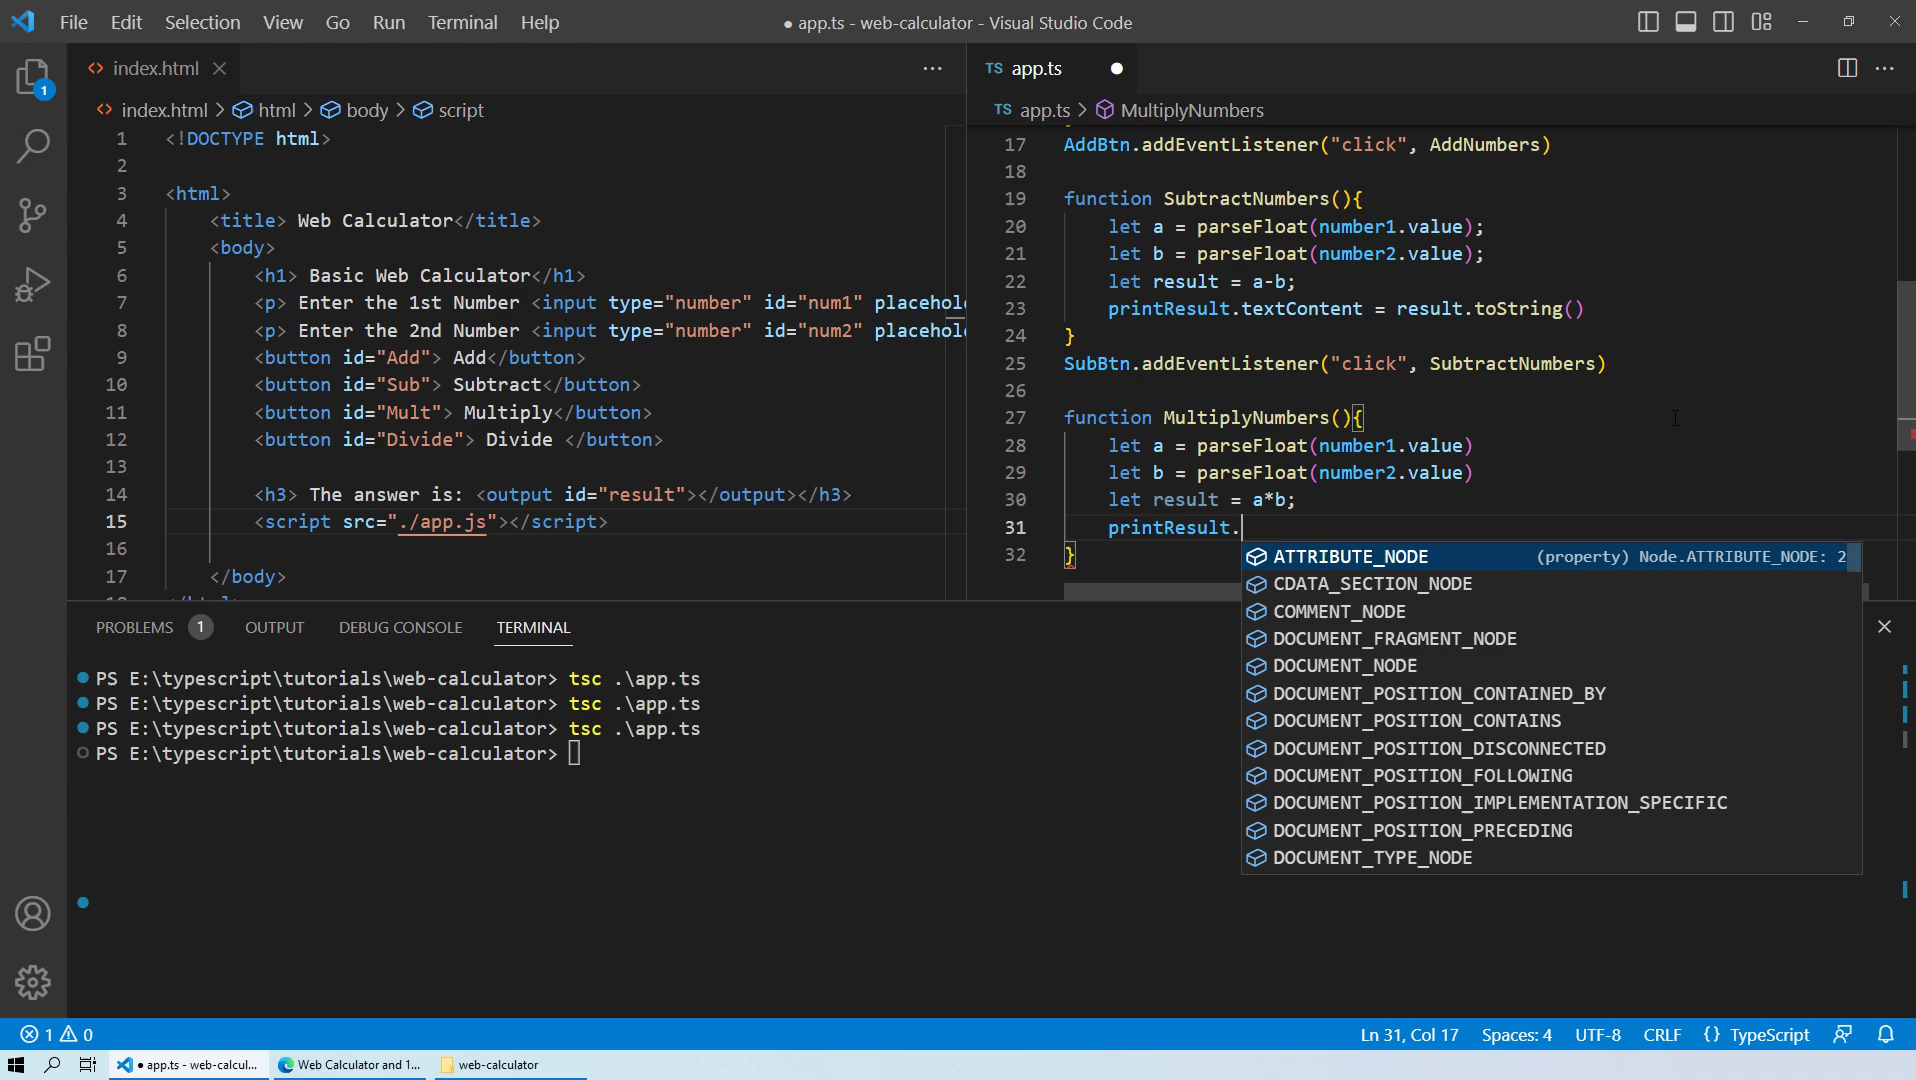 File Edit Selection View Go Run Terminal Help ● app.ts - web-calculator - Visual Studio Code
index.html
index.html > html > body > script
1 <!DOCTYPE html>
2
3 <html>
4 <title> Web Calculator</title>
5 <body>
6 <h1> Basic Web Calculator</h1>
7 <p> Enter the 1st Number <input type="number" id="num1" placehol
8 <p> Enter the 2nd Number <input type="number" id="num2" placehol
9 <button id="Add"> Add</button>
10 <button id="Sub"> Subtract</button>
11 <button id="Mult"> Multiply</button>
12 <button id="Divide"> Divide </button>
13
14 <h3> The answer is: <output id="result"></output></h3>
15 <script src="./app.js"></script>
16
17 </body>
TS app.ts
TS app.ts > MultiplyNumbers
17 AddBtn.addEventListener("click", AddNumbers)
18
19 function SubtractNumbers(){
20 let a = parseFloat(number1.value);
21 let b = parseFloat(number2.value);
22 let result = a-b;
23 printResult.textContent = result.toString()
24 }
25 SubBtn.addEventListener("click", SubtractNumbers)
26
27 function MultiplyNumbers(){
28 let a = parseFloat(number1.value)
29 let b = parseFloat(number2.value)
30 let result = a*b;
31 printResult.
32 }
ATTRIBUTE_NODE (property) Node.ATTRIBUTE_NODE: 2
CDATA_SECTION_NODE
COMMENT_NODE
DOCUMENT_FRAGMENT_NODE
DOCUMENT_NODE
DOCUMENT_POSITION_CONTAINED_BY
DOCUMENT_POSITION_CONTAINS
DOCUMENT_POSITION_DISCONNECTED
DOCUMENT_POSITION_FOLLOWING
DOCUMENT_POSITION_IMPLEMENTATION_SPECIFIC
DOCUMENT_POSITION_PRECEDING
DOCUMENT_TYPE_NODE
PROBLEMS 1 OUTPUT DEBUG CONSOLE TERMINAL
PS E:\typescript\tutorials\web-calculator> tsc .\app.ts
PS E:\typescript\tutorials\web-calculator> tsc .\app.ts
PS E:\typescript\tutorials\web-calculator> tsc .\app.ts
PS E:\typescript\tutorials\web-calculator>
1
1 0 Ln 31, Col 17 Spaces: 4 UTF-8 CRLF {} TypeScript
● app.ts - web-calcul... Web Calculator and 1... web-calculator